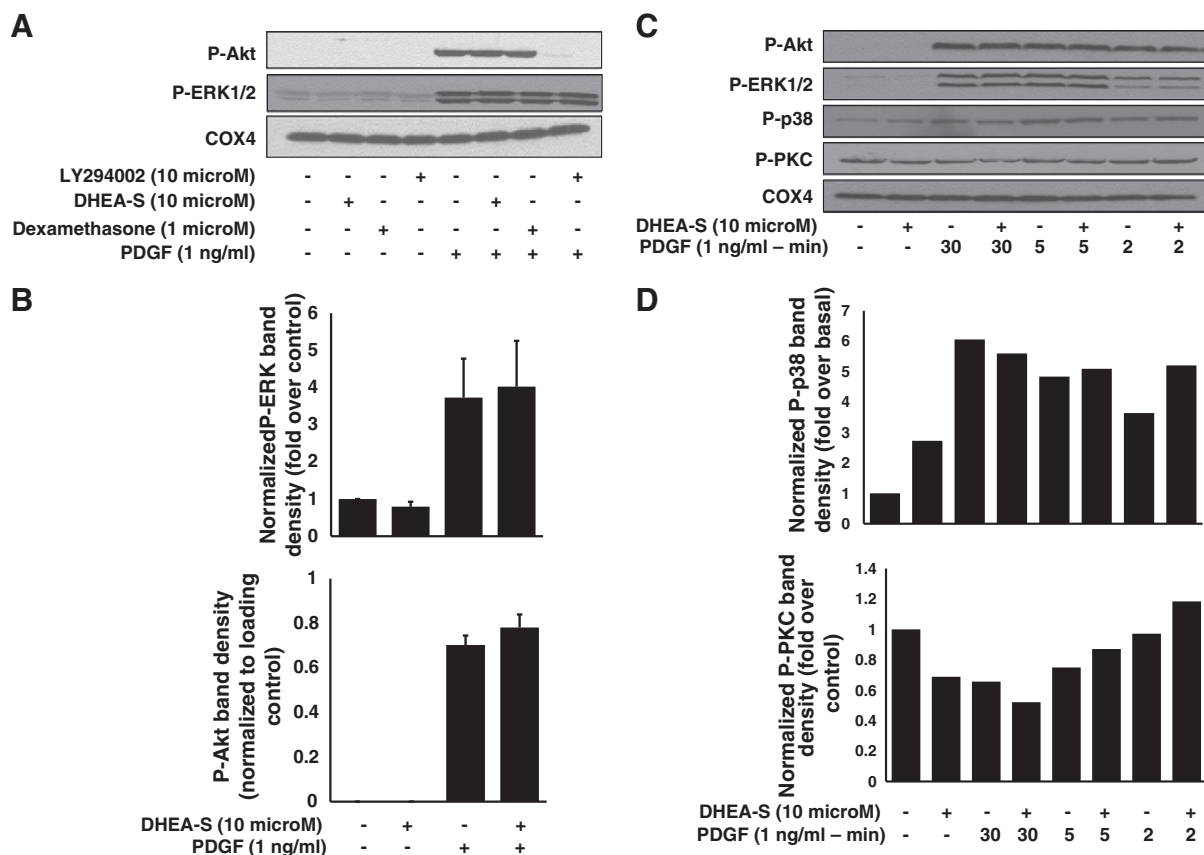 A
P-Akt
P-ERK1/2
COX4
LY294002 (10 microM) - - - + - - - +
DHEA-S (10 microM) - + - - - + - -
Dexamethasone (1 microM) - - + - - - + -
PDGF (1 ng/ml) - - - - + + + +
B
NormalizedP-ERK band
density (fold over control)
6
5
4
3
2
1
0
P-Akt band density
(normalized to loading
control)
1
0.8
0.6
0.4
0.2
0
DHEA-S (10 microM) - + - +
PDGF (1 ng/ml) - - + +
C
P-Akt
P-ERK1/2
P-p38
P-PKC
COX4
DHEA-S (10 microM) - + - + - + - +
PDGF (1 ng/ml – min) - - 30 30 5 5 2 2
D
Normalized P-p38 band
density (fold over basal)
7
6
5
4
3
2
1
0
Normalized P-PKC band
density (fold over
control)
1.4
1.2
1
0.8
0.6
0.4
0.2
0
DHEA-S (10 microM) - + - + - + - +
PDGF (1 ng/ml – min) - - 30 30 5 5 2 2